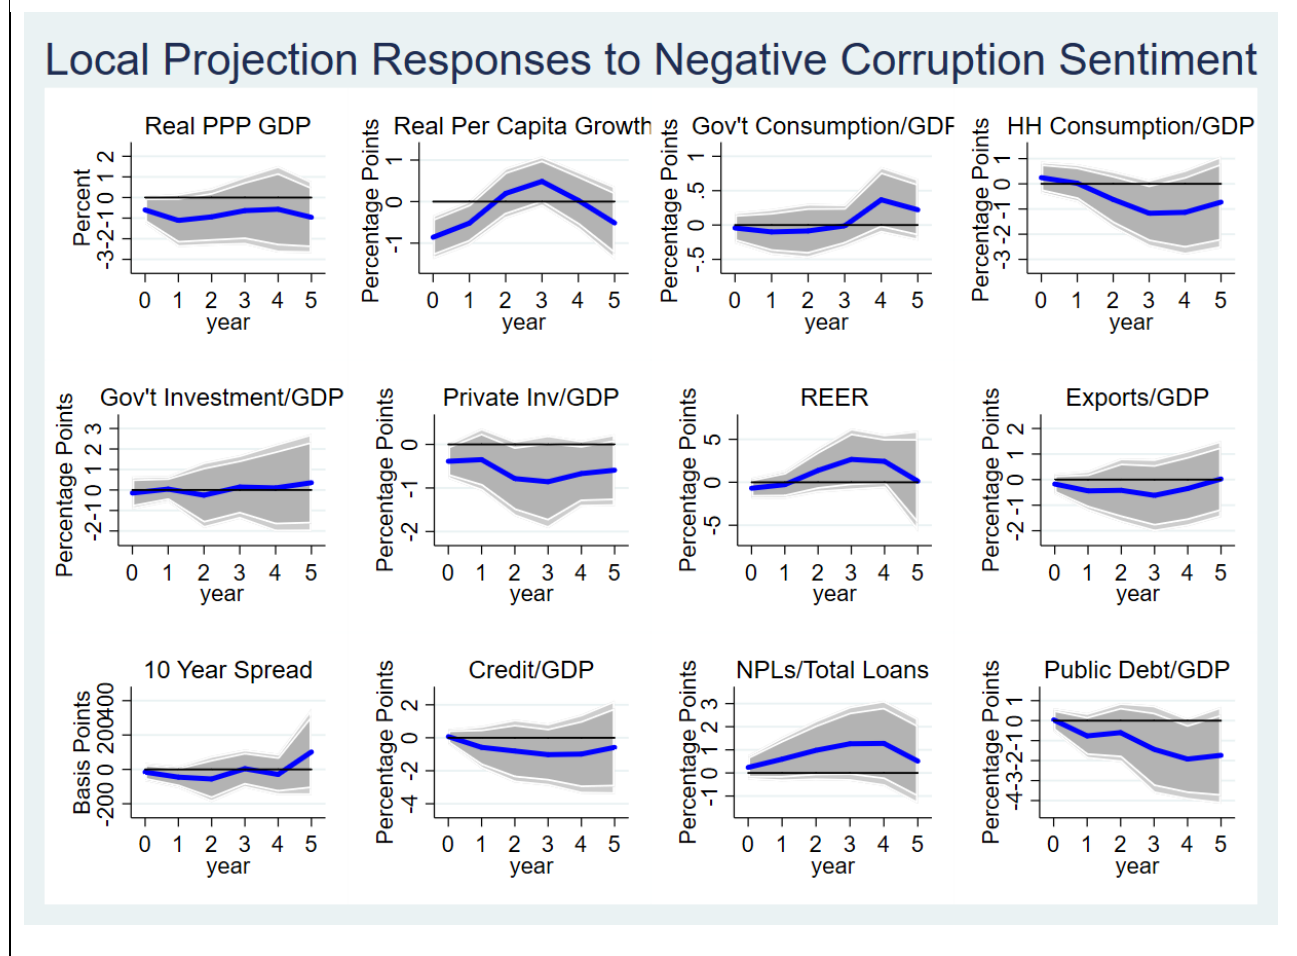 Local Projection Responses to Negative Corruption Sentiment
Real PPP GDP
Percent
2
1
0
-1
-2
-3
0 1 2 3 4 5
year
Real Per Capita Growth
Percentage Points
1
0
-1
0 1 2 3 4 5
year
Gov't Consumption/GDP
Percentage Points
1
.5
0
-.5
0 1 2 3 4 5
year
HH Consumption/GDP
Percentage Points
1
0
-1
-2
-3
0 1 2 3 4 5
year
Gov't Investment/GDP
Percentage Points
3
2
1
0
-1
-2
0 1 2 3 4 5
year
Private Inv/GDP
Percentage Points
0
-1
-2
0 1 2 3 4 5
year
REER
Percentage Points
5
0
-5
0 1 2 3 4 5
year
Exports/GDP
Percentage Points
2
1
0
-1
-2
0 1 2 3 4 5
year
10 Year Spread
Basis Points
400
200
0
-200
0 1 2 3 4 5
year
Credit/GDP
Percentage Points
2
0
-2
-4
0 1 2 3 4 5
year
NPLs/Total Loans
Percentage Points
3
2
1
0
-1
0 1 2 3 4 5
year
Public Debt/GDP
Percentage Points
1
0
-1
-2
-3
-4
0 1 2 3 4 5
year